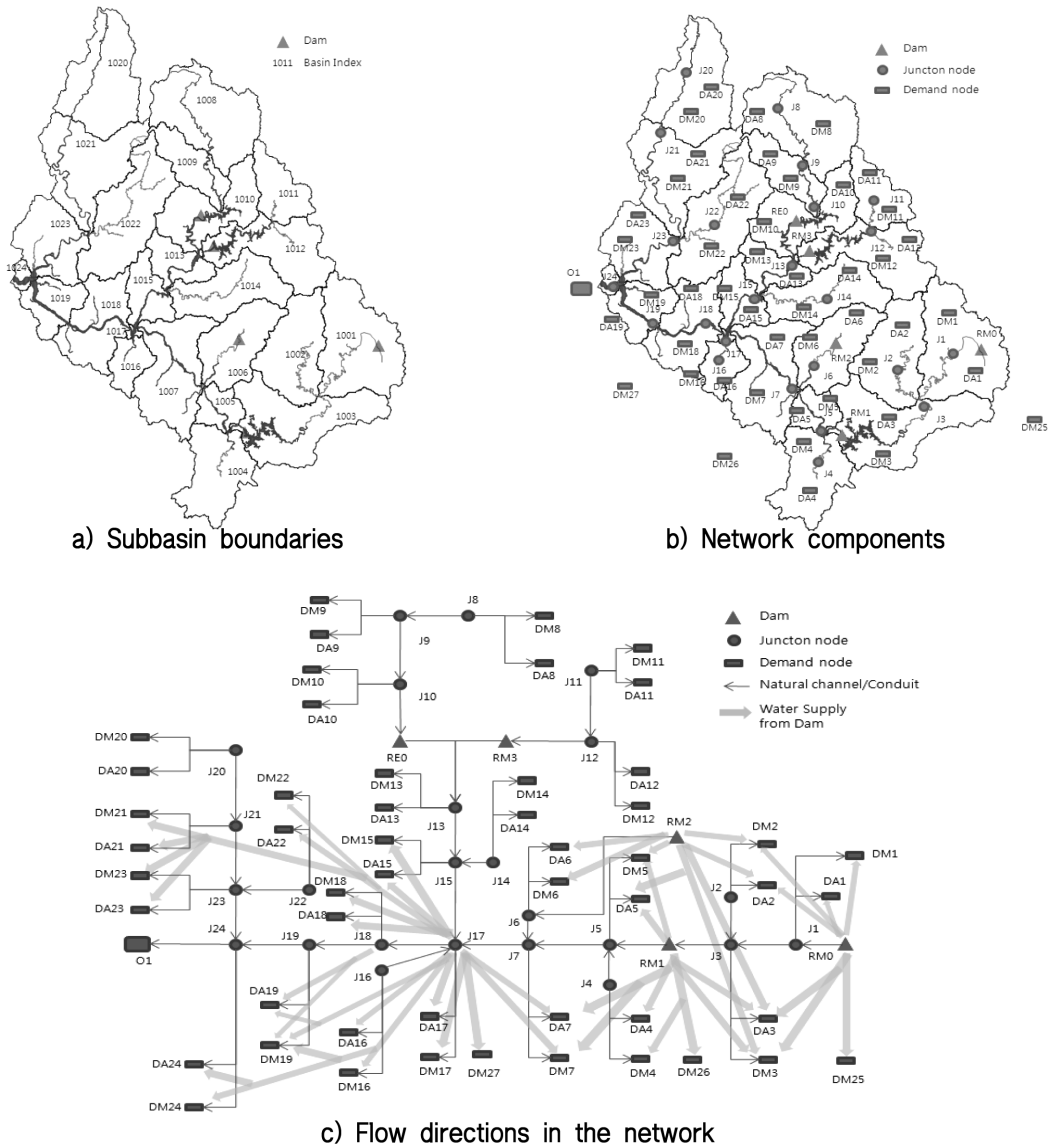 1020
Dam
1011 Basin Index
1008
1021
1009
1011
1010
1023
1022
1012
1013
1024
1015
1014
1019
1018
1017
1001
1002
1016
1006
1007
1005
1003
1004
a) Subbasin boundaries
Dam
Juncton node
Demand node
J20
DA20
DM20
J8
DA8
DM8
J21
DA21
DA9
J9
DM21
DM9
DA10
DA11
DA22
J10
J11
RE0
DM11
DA23
J22
DM10
RM3
DM23
J23
J12
DA12
DM22
DM13
DM12
O1
J24
J13
DA14
DA13
J15
DM19
DA18
DM15
J14
J19
J18
DA15
DM14
DA6
DM1
DA19
DA2
RM0
J17
DA7
DM6
J1
DM18
RM2
J16
DM2
J2
J6
DM16
DA16
DA1
DM27
DM7
J7
DM5
RM1
DA5
J5
DA3
J3
DM25
DM4
DM26
DM3
J4
DA4
b) Network components
DM9
J8
DM8
Dam
Juncton node
Demand node
Natural channel/Conduit
Water Supply
from Dam
DA9
J9
DM11
DA8
DM10
J11
DA11
J10
DA10
DM20
RE0
RM3
J12
DA20
J20
DM22
DM13
DM14
DA12
DM21
DA13
DM12
J21
J13
DA14
RM2
DM2
DA21
DA22
DM15
DA6
DM5
DM1
DM23
DA15
J15
J14
DM18
DM6
J2
DA2
DA1
DA23
J23
J22
DA18
DA5
J6
J24
J19
J18
J17
J5
J1
O1
J7
RM1
J3
RM0
J16
J4
DA19
DA17
DA7
DA4
DA3
DA16
DA24
DM19
DM17
DM27
DM7
DM4
DM26
DM3
DM25
DM16
DM24
c) Flow directions in the network